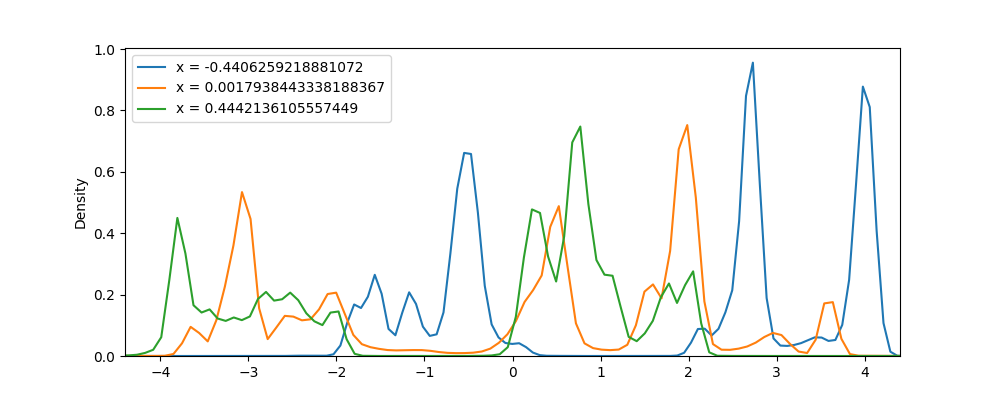 x = -0.4406259218881072
x = 0.0017938443338188367
x = 0.4442136105557449
Density
1.0
0.8
0.6
0.4
0.2
0.0
−4 −3 −2 −1 0 1 2 3 4